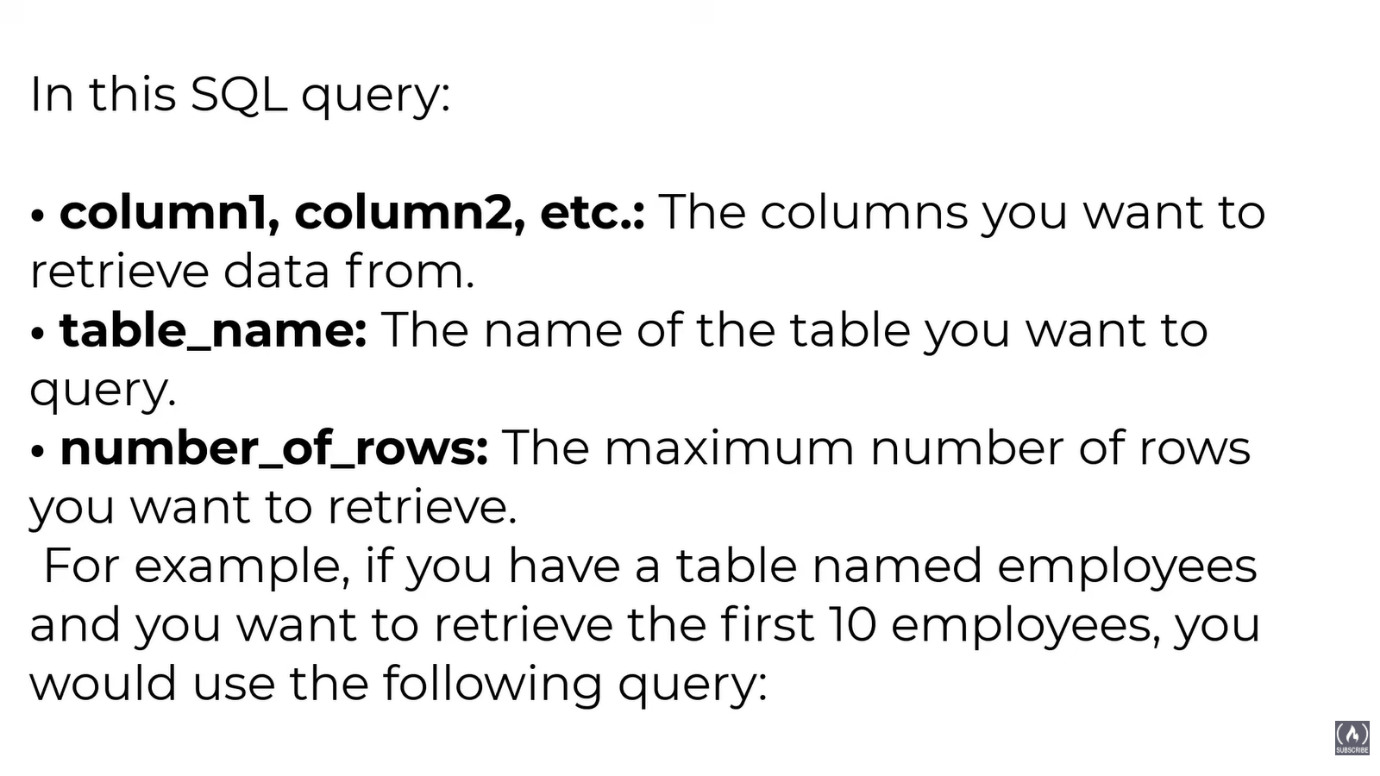 In this SQL query:
• column1, column2, etc.: The columns you want to
retrieve data from.
• table_name: The name of the table you want to
query.
• number_of_rows: The maximum number of rows
you want to retrieve.
For example, if you have a table named employees
and you want to retrieve the first 10 employees, you
would use the following query:
SUBSCRIBE